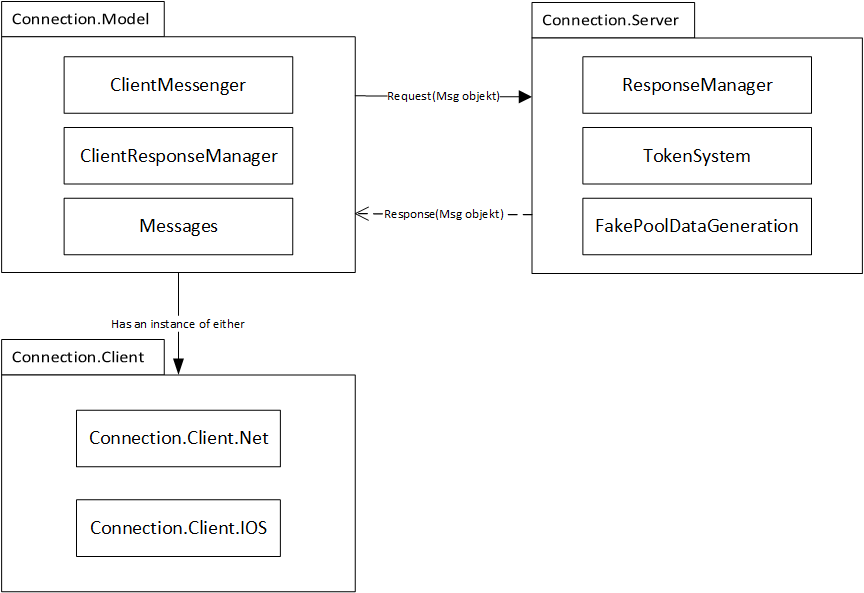 Connection.Model
ClientMessenger
ClientResponseManager
Messages
Request(Msg objekt)
Response(Msg objekt)
Connection.Server
ResponseManager
TokenSystem
FakePoolDataGeneration
Has an instance of either
Connection.Client
Connection.Client.Net
Connection.Client.IOS